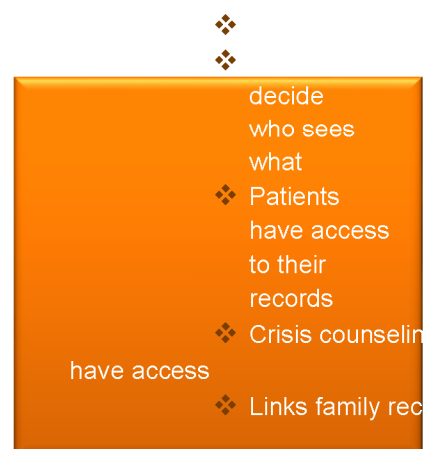 ❖
❖
decide
who sees
what
❖ Patients
have access
to their
records
❖ Crisis counselin
have access
❖ Links family rec